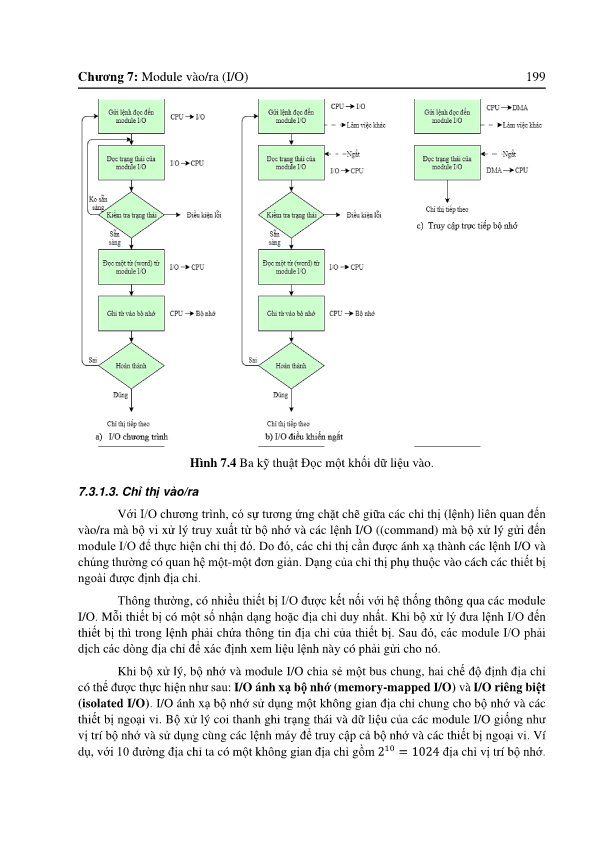 Chương 7: Module vào/ra (I/O) 199
Gửi lệnh đọc đến
module I/O
CPU → I/O
Đọc trạng thái của
module I/O
I/O → CPU
Ko sẵn
sàng
Kiểm tra trạng thái
Điều kiện lỗi
Sẵn
sàng
Đọc một từ (word) từ
module I/O
I/O → CPU
Ghi từ vào bộ nhớ
CPU → Bộ nhớ
Sai
Hoàn thành
Đúng
Chỉ thị tiếp theo
a) I/O chương trình
Gửi lệnh đọc đến
module I/O
CPU → I/O
Làm việc khác
Đọc trạng thái của
module I/O
Ngắt
I/O → CPU
Kiểm tra trạng thái
Điều kiện lỗi
Sẵn
sàng
Đọc một từ (word) từ
module I/O
I/O → CPU
Ghi từ vào bộ nhớ
CPU → Bộ nhớ
Sai
Hoàn thành
Đúng
Chỉ thị tiếp theo
b) I/O điều khiển ngắt
Gửi lệnh đọc đến
module I/O
CPU → DMA
Làm việc khác
Đọc trạng thái của
module I/O
Ngắt
DMA → CPU
Chỉ thị tiếp theo
c) Truy cập trực tiếp bộ nhớ
Hình 7.4 Ba kỹ thuật Đọc một khối dữ liệu vào.
7.3.1.3. Chỉ thị vào/ra
Với I/O chương trình, có sự tương ứng chặt chẽ giữa các chỉ thị (lệnh) liên quan đến
vào/ra mà bộ vi xử lý truy xuất từ bộ nhớ và các lệnh I/O ((command) mà bộ xử lý gửi đến
module I/O để thực hiện chỉ thị đó. Do đó, các chỉ thị cần được ánh xạ thành các lệnh I/O và
chúng thường có quan hệ một-một đơn giản. Dạng của chỉ thị phụ thuộc vào cách các thiết bị
ngoài được định địa chỉ.
Thông thường, có nhiều thiết bị I/O được kết nối với hệ thống thông qua các module
I/O. Mỗi thiết bị có một số nhận dạng hoặc địa chỉ duy nhất. Khi bộ xử lý đưa lệnh I/O đến
thiết bị thì trong lệnh phải chứa thông tin địa chỉ của thiết bị. Sau đó, các module I/O phải
dịch các dòng địa chỉ để xác định xem liệu lệnh này có phải gửi cho nó.
Khi bộ xử lý, bộ nhớ và module I/O chia sẻ một bus chung, hai chế độ định địa chỉ
có thể được thực hiện như sau: I/O ánh xạ bộ nhớ (memory-mapped I/O) và I/O riêng biệt
(isolated I/O). I/O ánh xạ bộ nhớ sử dụng một không gian địa chỉ chung cho bộ nhớ và các
thiết bị ngoại vi. Bộ xử lý coi thanh ghi trạng thái và dữ liệu của các module I/O giống như
vị trí bộ nhớ và sử dụng cùng các lệnh máy để truy cập cả bộ nhớ và các thiết bị ngoại vi. Ví
dụ, với 10 đường địa chỉ ta có một không gian địa chỉ gồm 2¹⁰ = 1024 địa chỉ vị trí bộ nhớ.